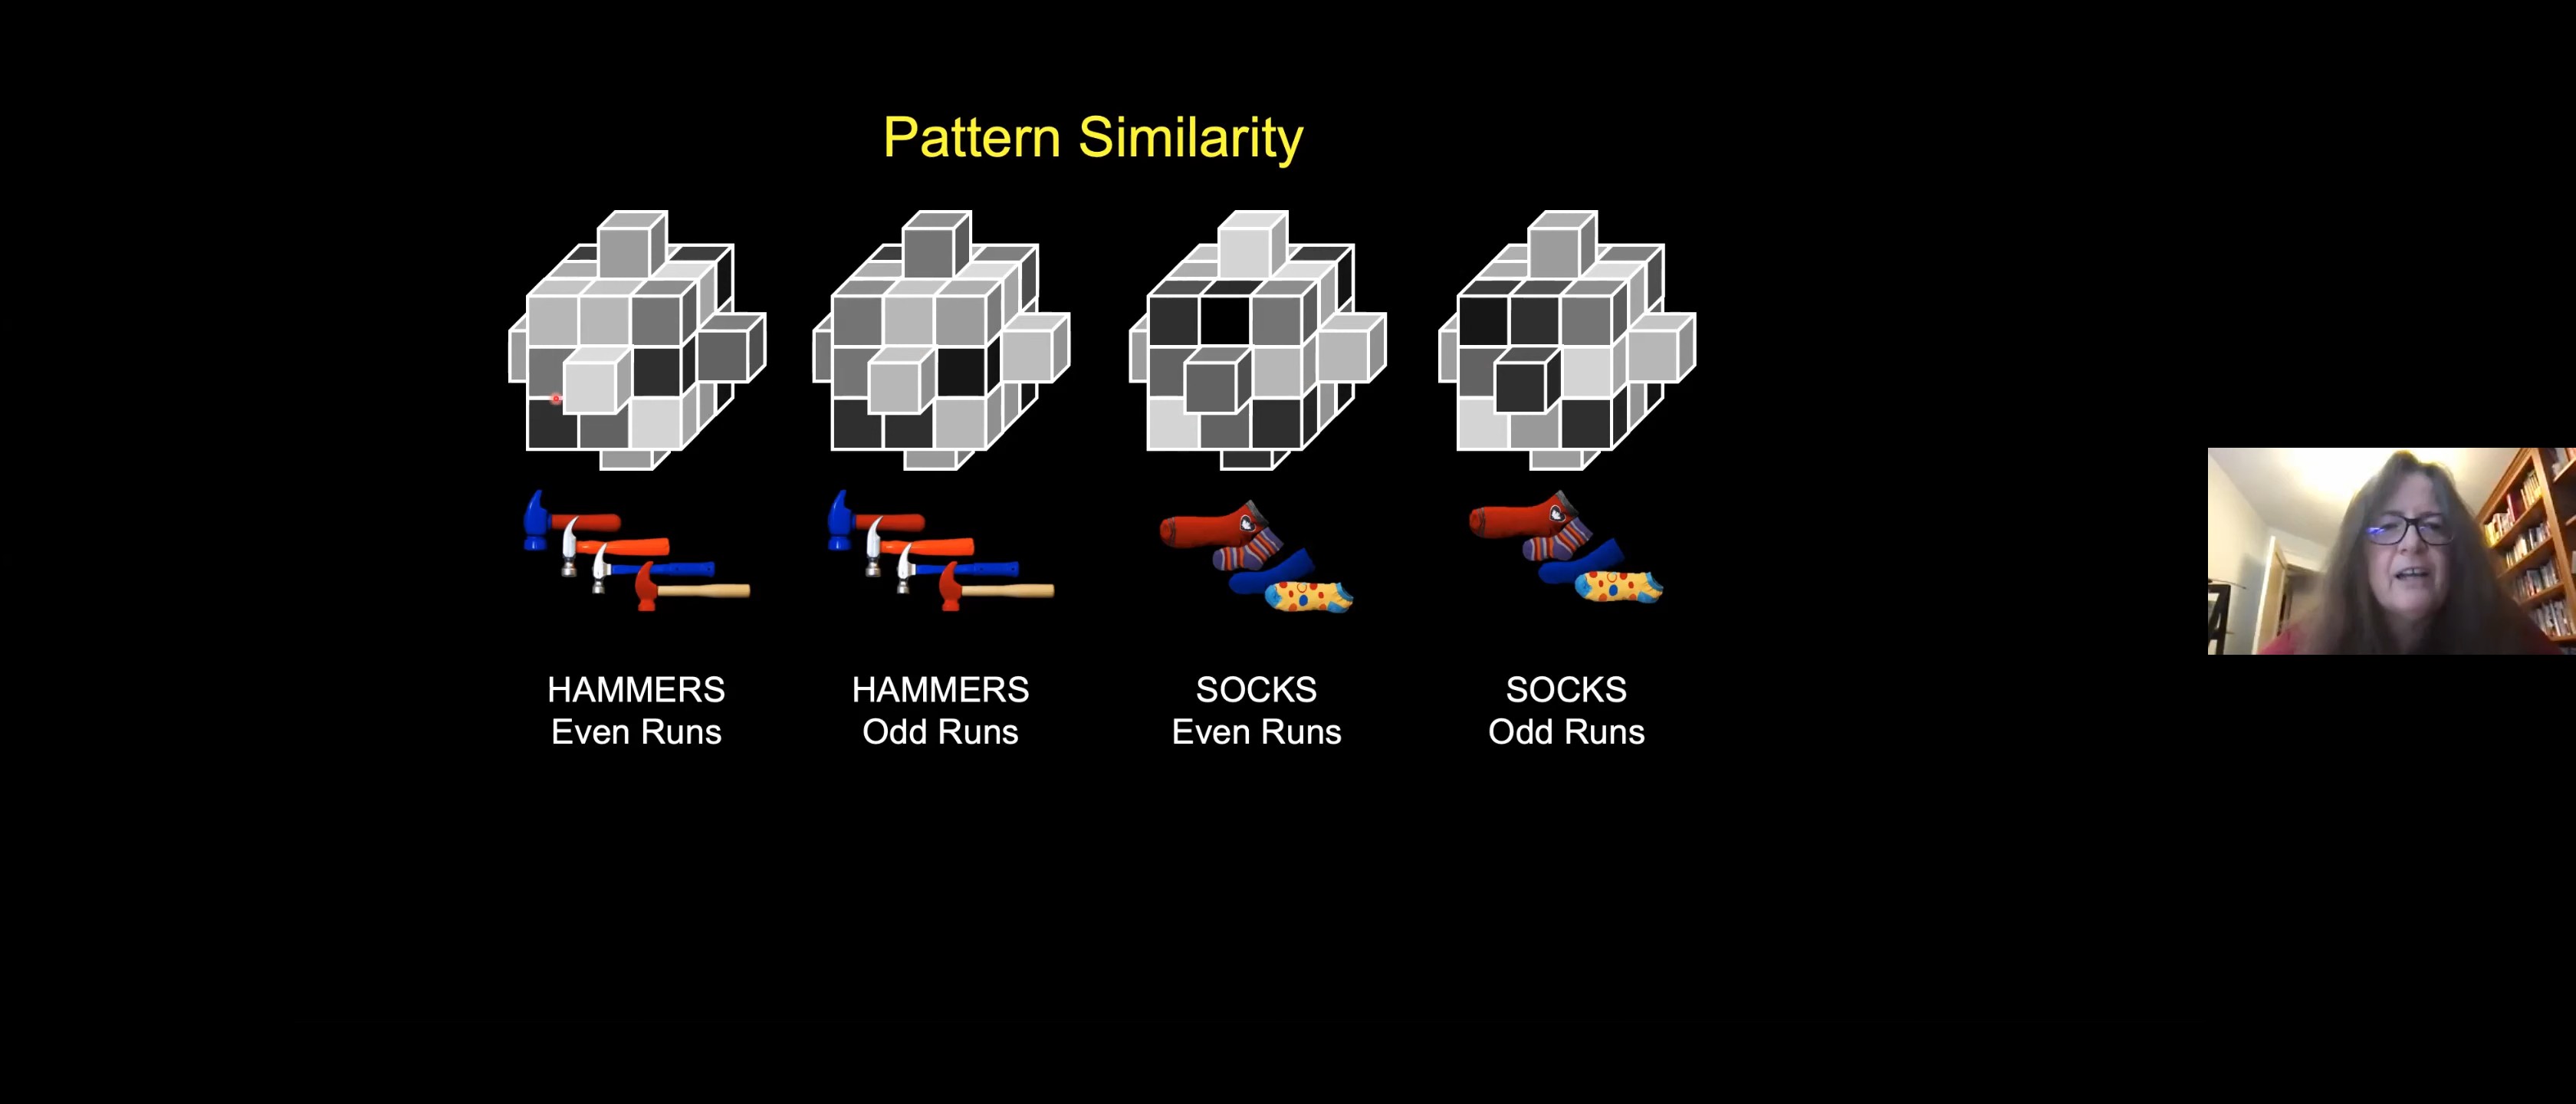 Pattern Similarity
HAMMERS
Even Runs
HAMMERS
Odd Runs
SOCKS
Even Runs
SOCKS
Odd Runs